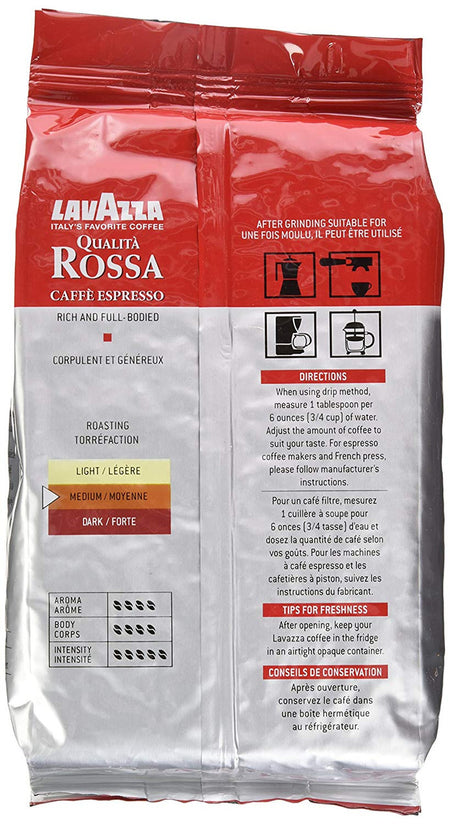 LAVAZZA
ITALY'S FAVORITE COFFEE
QUALITÀ
ROSSA
CAFFÈ ESPRESSO
RICH AND FULL-BODIED
CORPULENT ET GÉNÉREUX
ROASTING
TORRÉFACTION
LIGHT / LÉGÈRE
MEDIUM / MOYENNE
DARK / FORTE
AROMA
ARÔME
BODY
CORPS
INTENSITY
INTENSITÉ
AFTER GRINDING SUITABLE FOR
UNE FOIS MOULU, IL PEUT ÊTRE UTILISÉ
DIRECTIONS
When using drip method,
measure 1 tablespoon per
6 ounces (3/4 cup) of water.
Adjust the amount of coffee to
suit your taste. For espresso
coffee makers and French press,
please follow manufacturer's
instructions.
Pour un café filtre, mesurez
1 cuillère à soupe pour
6 onces (3/4 tasse) d'eau et
dosez la quantité de café selon
vos goûts. Pour les machines
à café espresso et les
cafetières à piston, suivez les
instructions du fabricant.
TIPS FOR FRESHNESS
After opening, keep your
Lavazza coffee in the fridge
in an airtight opaque container.
CONSEILS DE CONSERVATION
Après ouverture,
conservez le café dans
une boîte hermétique
au réfrigérateur.